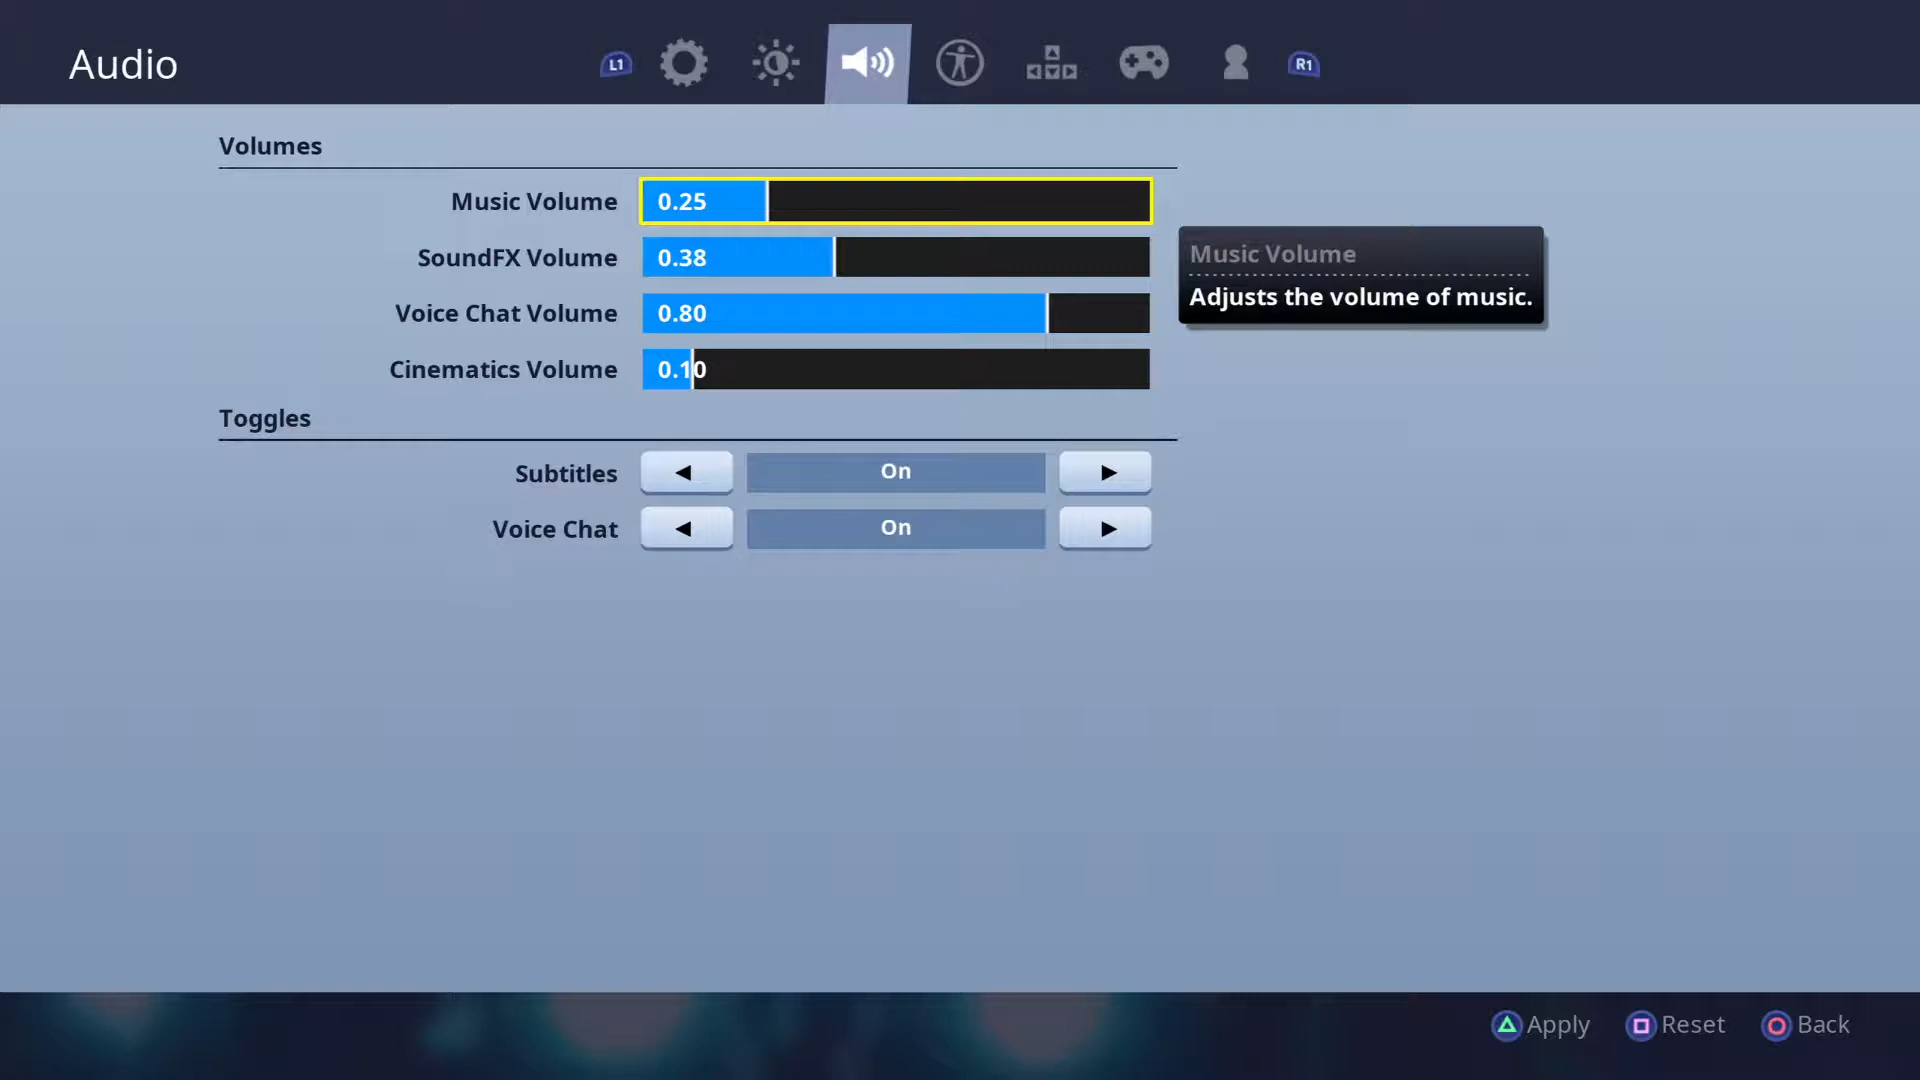 Audio
L1
R1
Volumes
Music Volume 0.25
SoundFX Volume 0.38
Voice Chat Volume 0.80
Cinematics Volume 0.10
Music Volume
Adjusts the volume of music.
Toggles
Subtitles On
Voice Chat On
Apply Reset Back